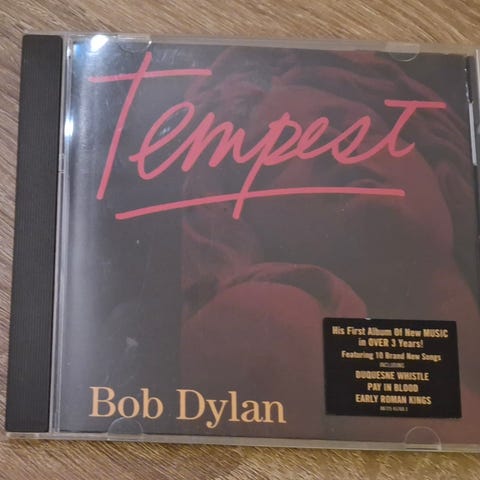 Tempest
Bob Dylan
His First Album Of New MUSIC
in OVER 3 Years!
Featuring 10 Brand New Songs
INCLUDING
DUQUESNE WHISTLE
PAY IN BLOOD
EARLY ROMAN KINGS